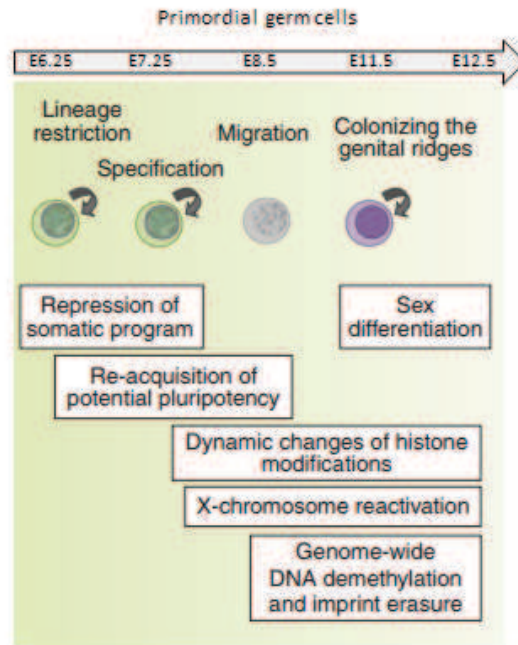 Primordial germ cells
E6.25 E7.25 E8.5 E11.5 E12.5
Lineage
restriction
Specification
Migration
Colonizing the
genital ridges
Repression of
somatic program
Sex
differentiation
Re-acquisition of
potential pluripotency
Dynamic changes of histone
modifications
X-chromosome reactivation
Genome-wide
DNA demethylation
and imprint erasure